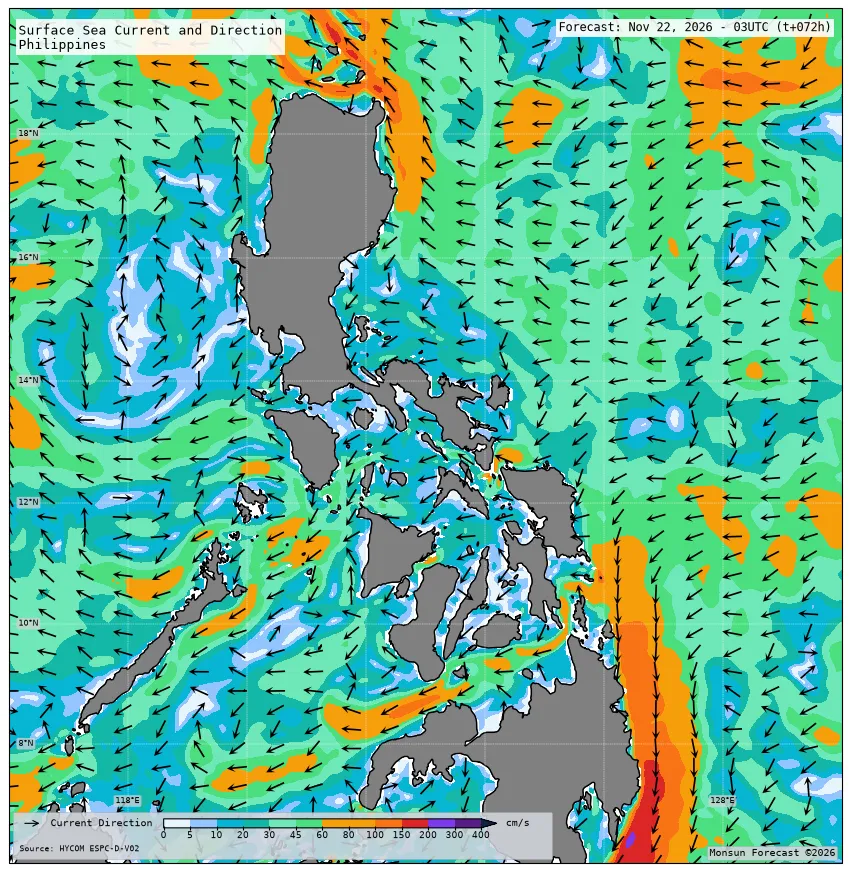 Surface Sea Current and Direction
Philippines
Forecast: Nov 22, 2026 - 03UTC (t+072h)
18°N
16°N
14°N
12°N
10°N
8°N
118°E
128°E
Current Direction
0 5 10 20 30 45 60 80 100 150 200 300 400
cm/s
Source: HYCOM ESPC-D-V02
Monsun Forecast ©2026